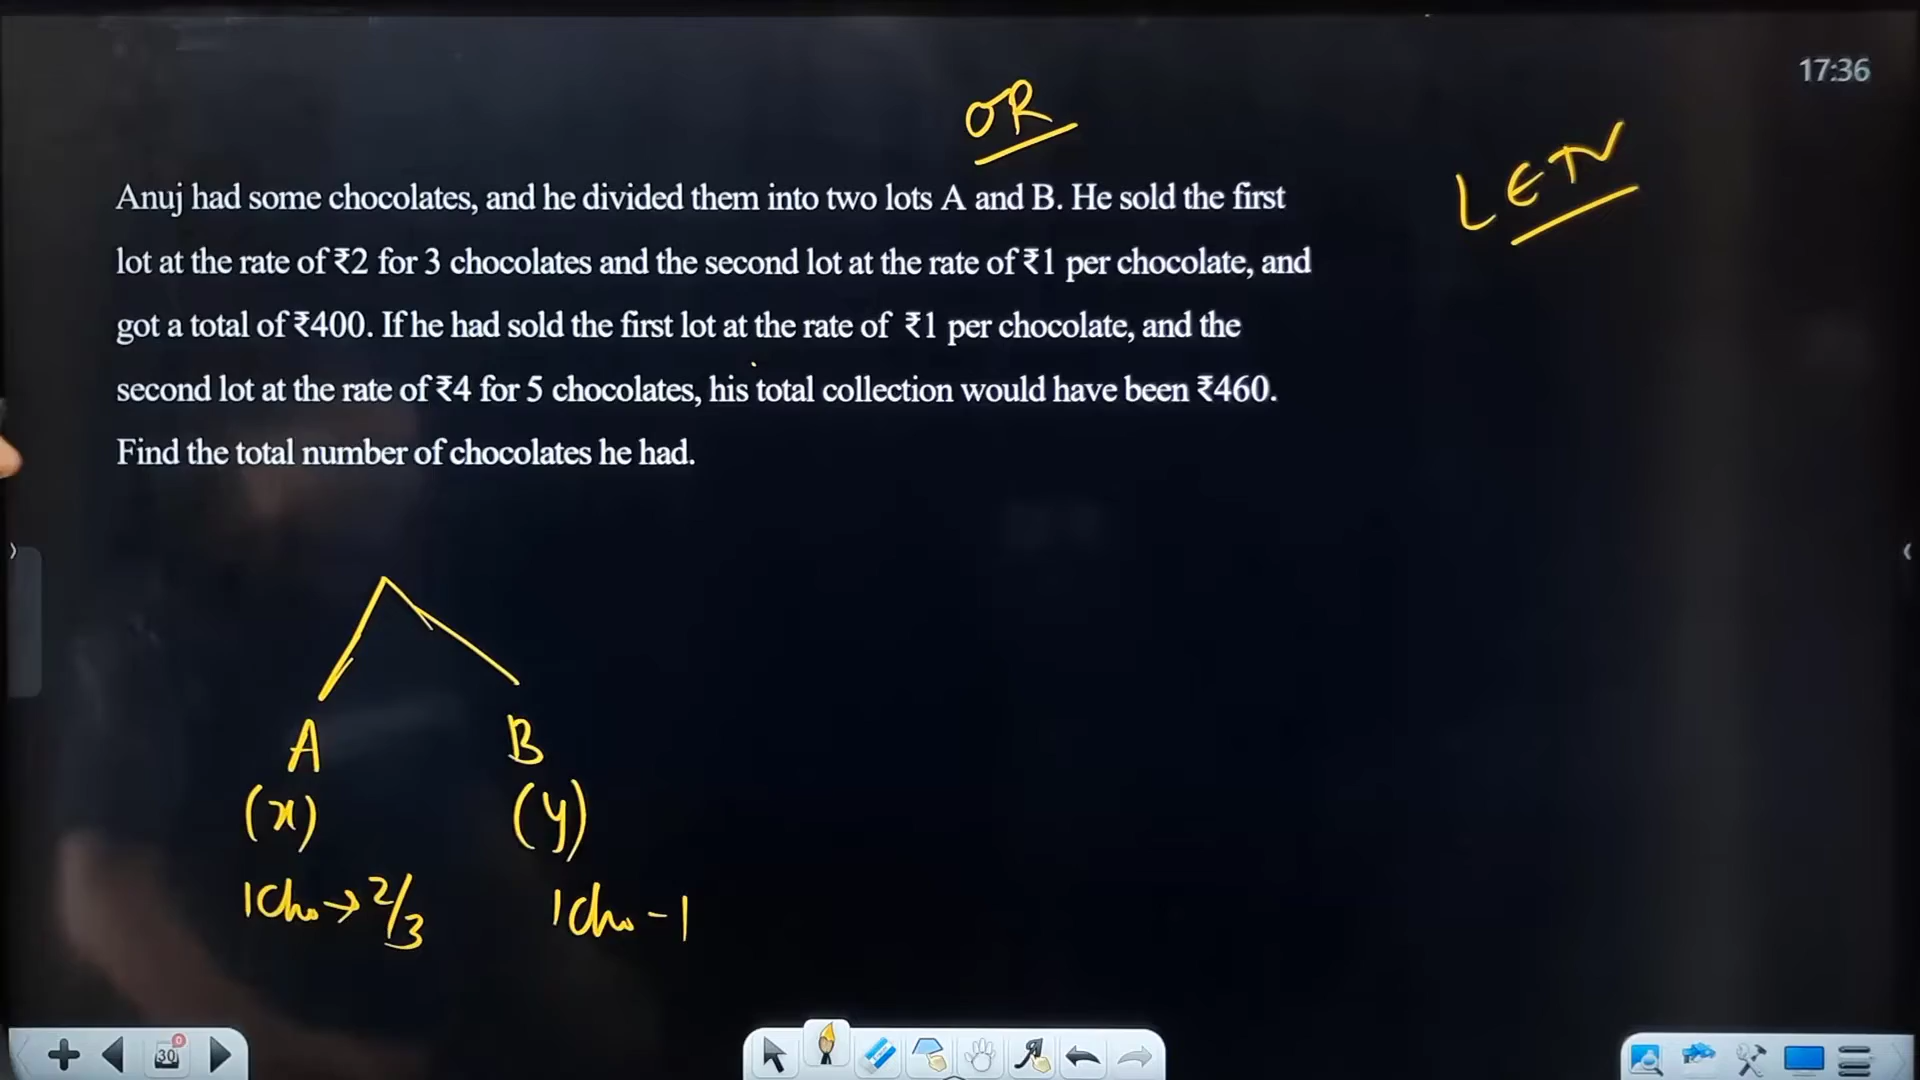 17:36
OR
LETV
Anuj had some chocolates, and he divided them into two lots A and B. He sold the first
lot at the rate of ₹2 for 3 chocolates and the second lot at the rate of ₹1 per chocolate, and
got a total of ₹400. If he had sold the first lot at the rate of ₹1 per chocolate, and the
second lot at the rate of ₹4 for 5 chocolates, his total collection would have been ₹460.
Find the total number of chocolates he had.
A B
(x) (y)
1Cho→2/3 1Cho-1
30
0